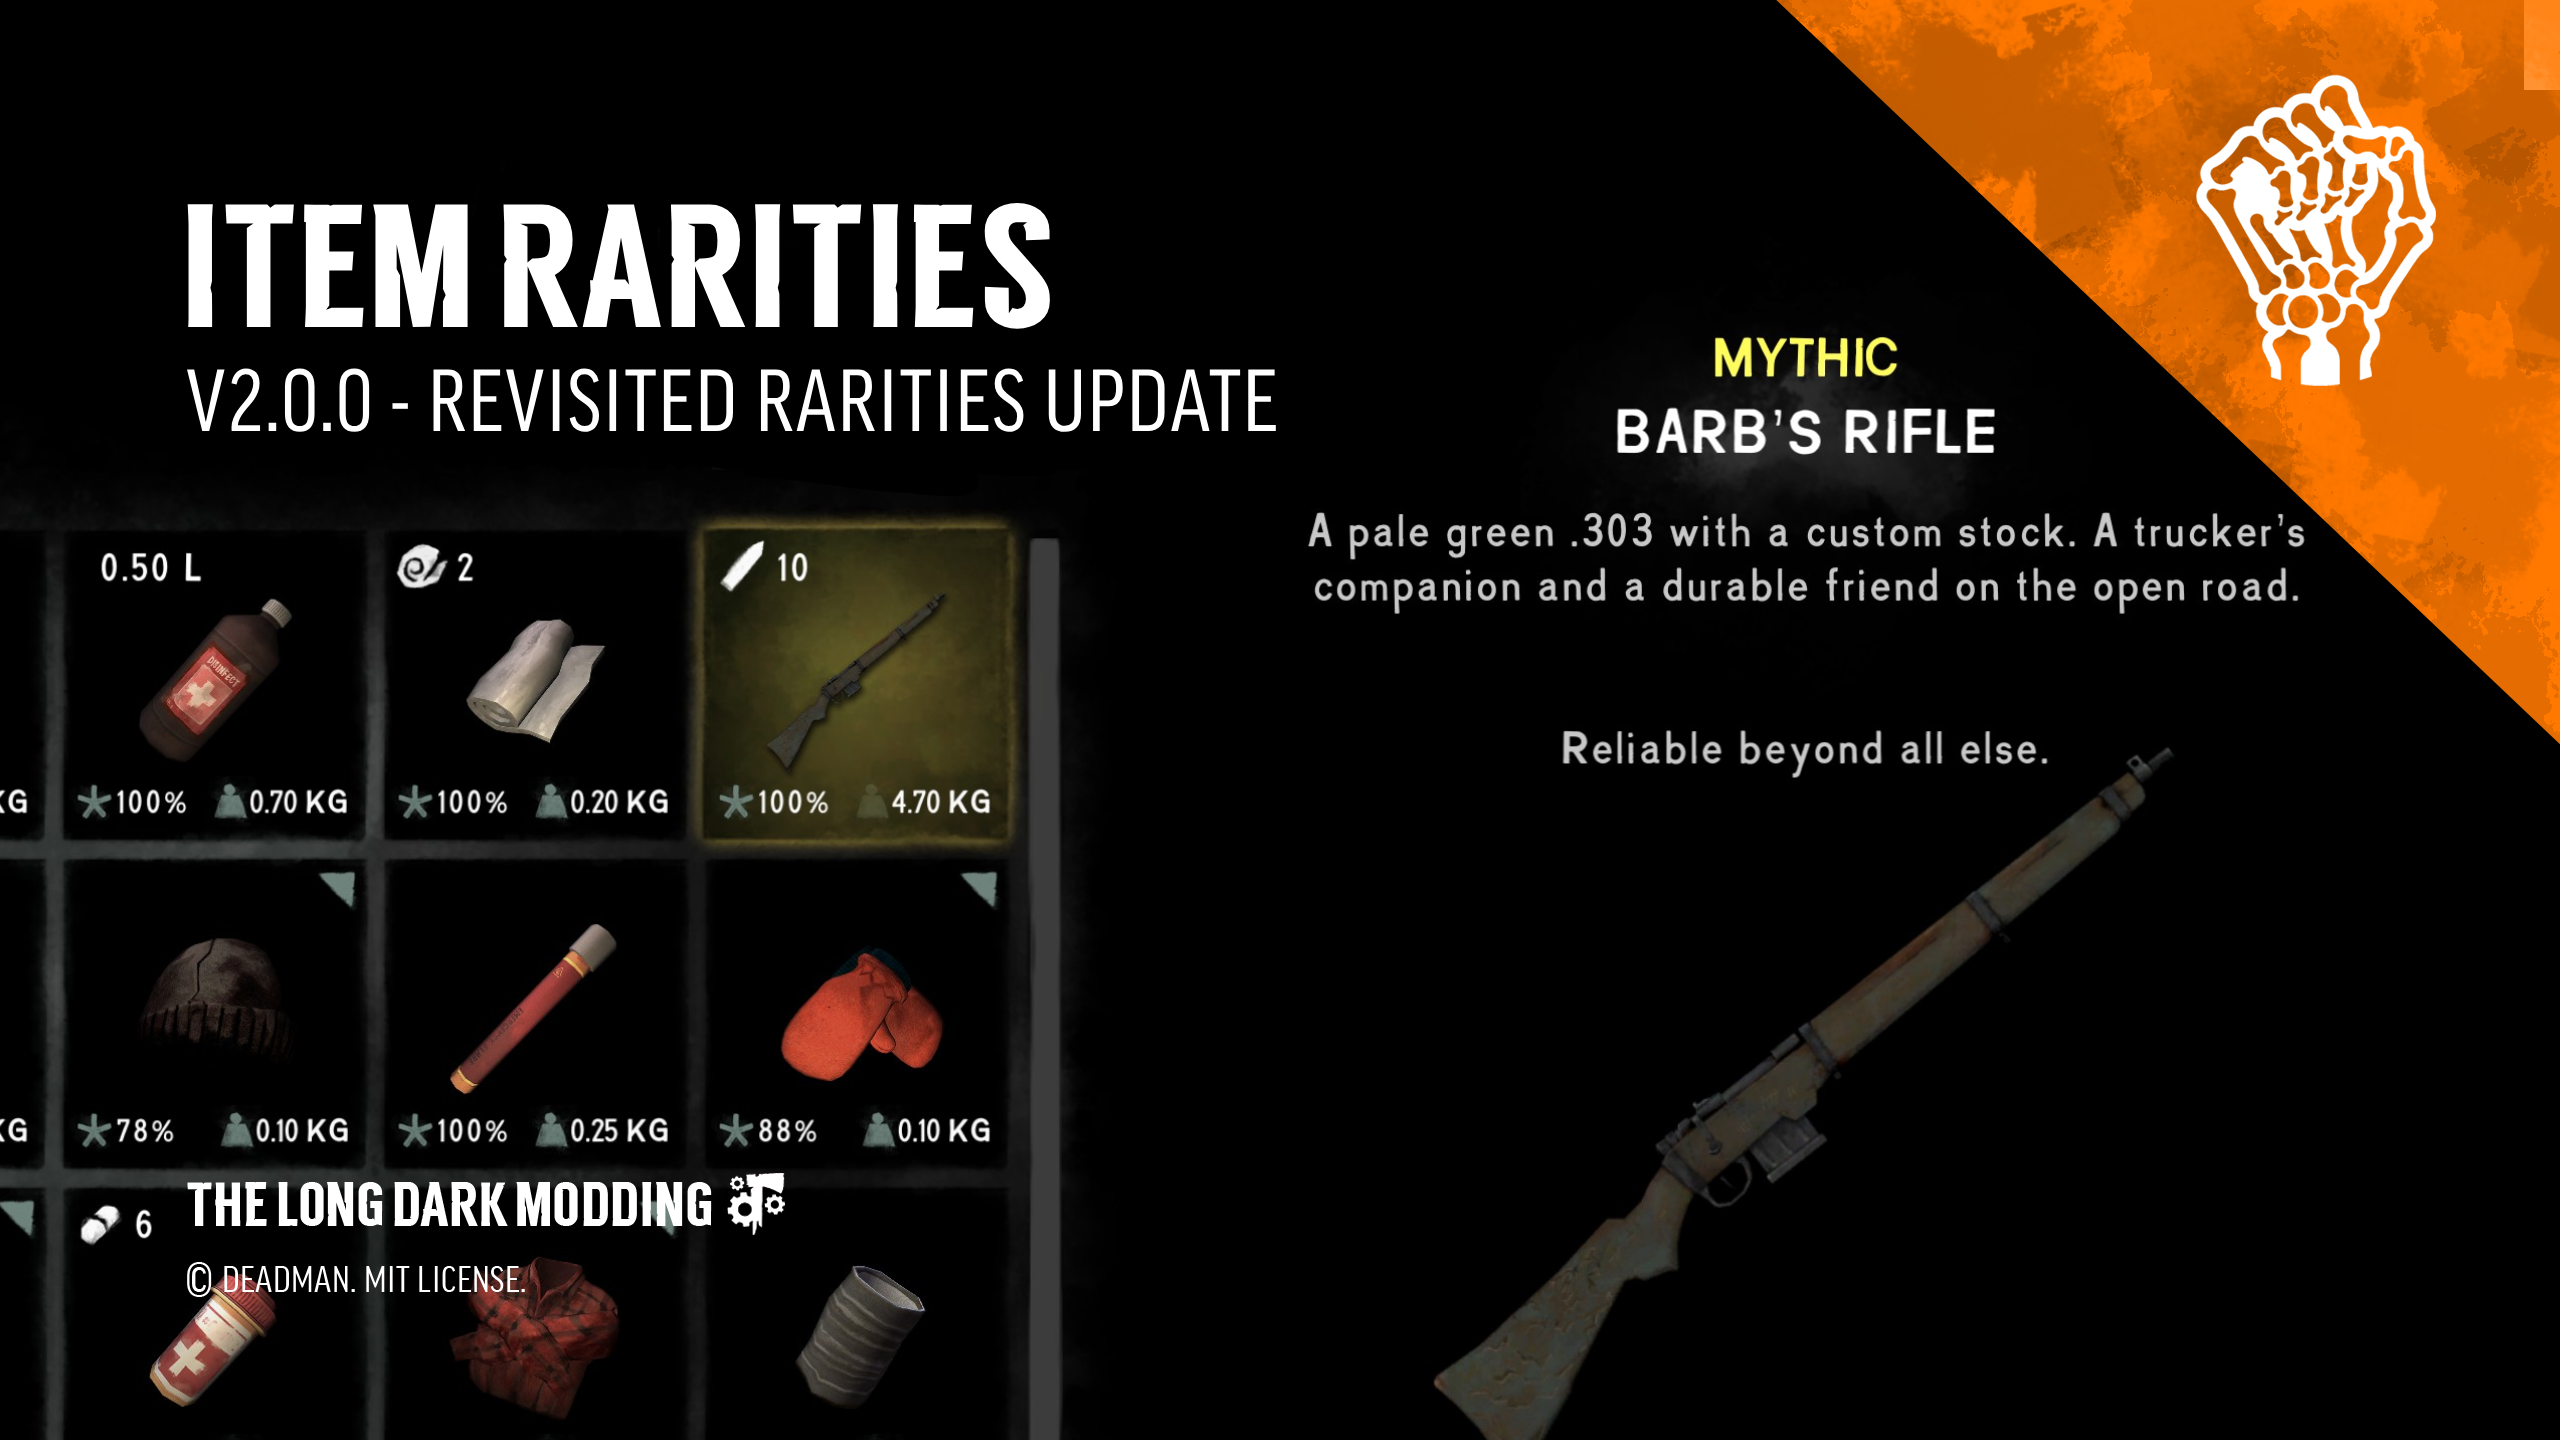 ITEM RARITIES
V2.0.0 - REVISITED RARITIES UPDATE
MYTHIC
BARB'S RIFLE
A pale green .303 with a custom stock. A trucker's
companion and a durable friend on the open road.
Reliable beyond all else.
0.50 L
2
10
DISINFECT
KG
100% 0.70 KG
100% 0.20 KG
100% 4.70 KG
KG
78% 0.10 KG
100% 0.25 KG
88% 0.10 KG
6
THE LONG DARK MODDING
© DEADMAN. MIT LICENSE.